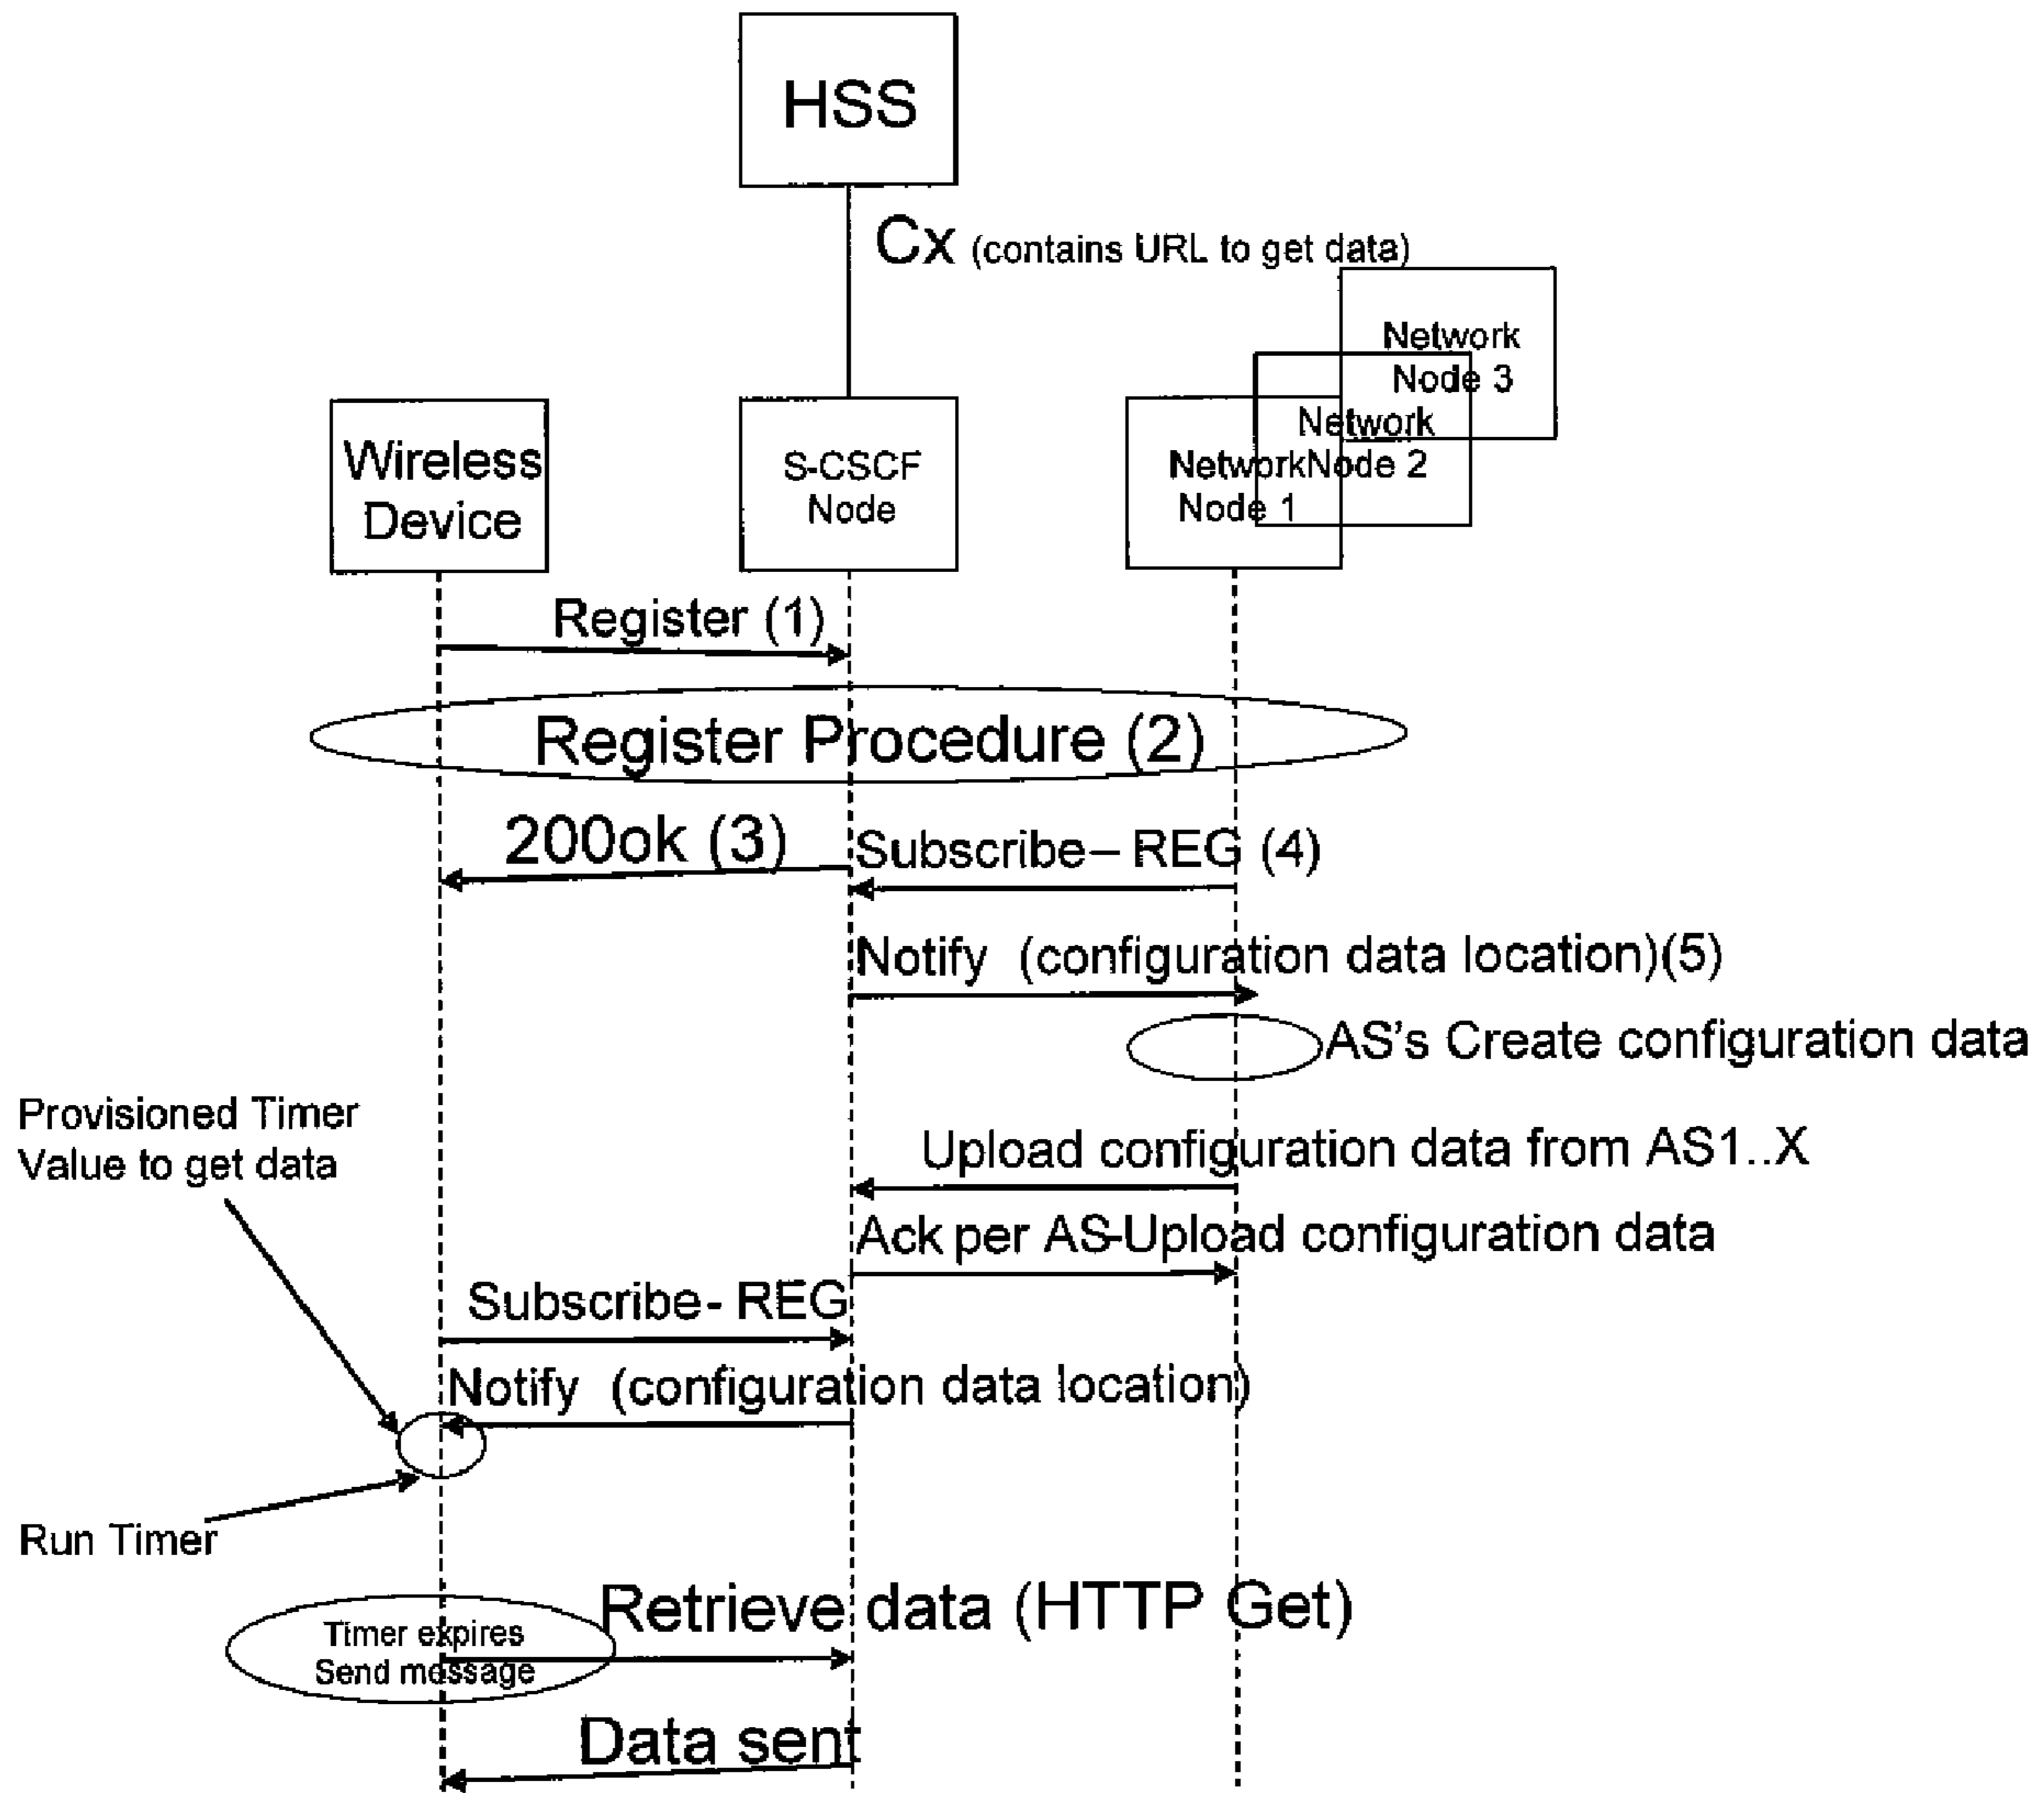 HSS
Cx (contains URL to get data)
Network
Node 3
Network
Node 2
Network
Node 1
Wireless
Device
S-CSCF
Node
Register (1)
Register Procedure (2)
200ok (3)
Subscribe– REG (4)
Notify (configuration data location)(5)
AS's Create configuration data
Provisioned Timer
Value to get data
Upload configuration data from AS1..X
Ack per AS-Upload configuration data
Subscribe- REG
Notify (configuration data location)
Run Timer
Retrieve data (HTTP Get)
Timer expires
Send message
Data sent